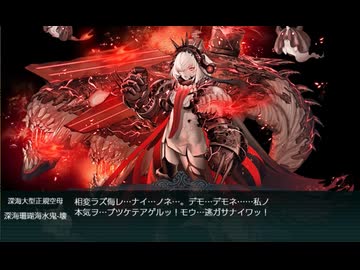 深海大型正規空母
深海珊瑚海水鬼-壊
相変ラズ侮レ…ナイ…ノネ…。デモ…デモネ……私ノ
本気ヲ…ブツケテアゲルッ！モウ…逃ガサナイワッ！